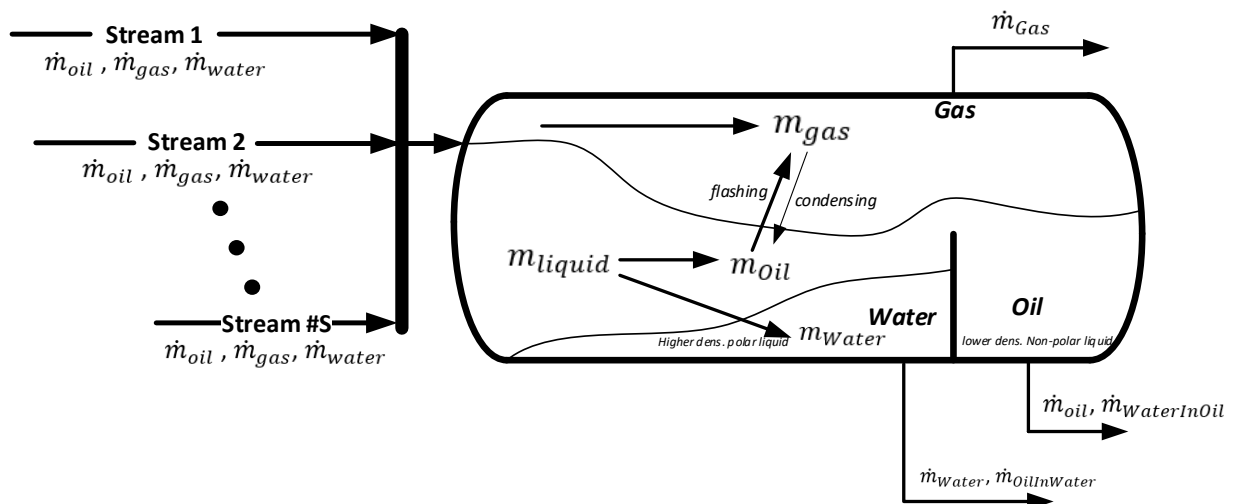 Stream 1
ṁ_oil , ṁ_gas, ṁ_water
Stream 2
ṁ_oil , ṁ_gas, ṁ_water
Stream #S
ṁ_oil , ṁ_gas, ṁ_water
ṁ_Gas
Gas
m_gas
flashing
condensing
m_liquid
m_Oil
Water
Oil
Higher dens. polar liquid
m_Water
lower dens. Non-polar liquid
ṁ_oil, ṁ_WaterInOil
ṁ_Water, ṁ_OilInWater